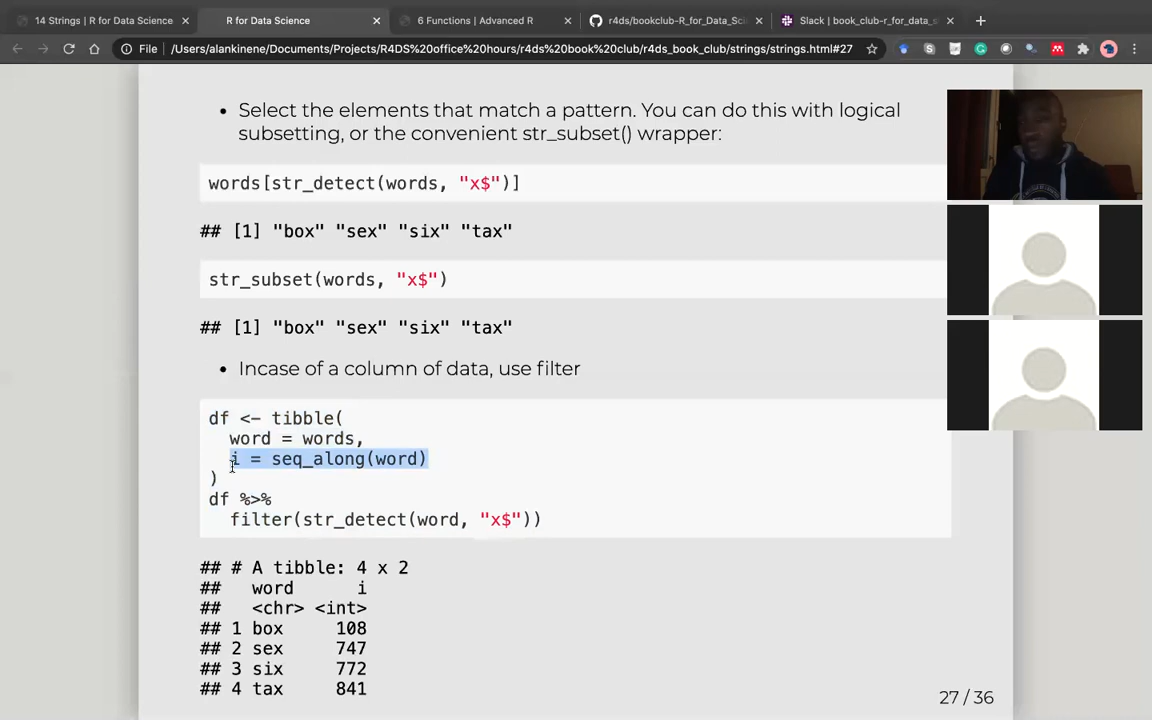 14 Strings | R for Data Science
R for Data Science
6 Functions | Advanced R
r4ds/bookclub-R_for_Data_Sci
Slack | book_club-r_for_data_s
File
/Users/alankinene/Documents/Projects/R4DS%20office%20hours/r4ds%20book%20club/r4ds_book_club/strings/strings.html#27
• Select the elements that match a pattern. You can do this with logical
subsetting, or the convenient str_subset() wrapper:
words[str_detect(words, "x$")]
## [1] "box" "sex" "six" "tax"
str_subset(words, "x$")
## [1] "box" "sex" "six" "tax"
• Incase of a column of data, use filter
df <- tibble(
word = words,
i = seq_along(word)
)
df %>%
filter(str_detect(word, "x$"))
## # A tibble: 4 x 2
## word i
## <chr> <int>
## 1 box 108
## 2 sex 747
## 3 six 772
## 4 tax 841
27 / 36